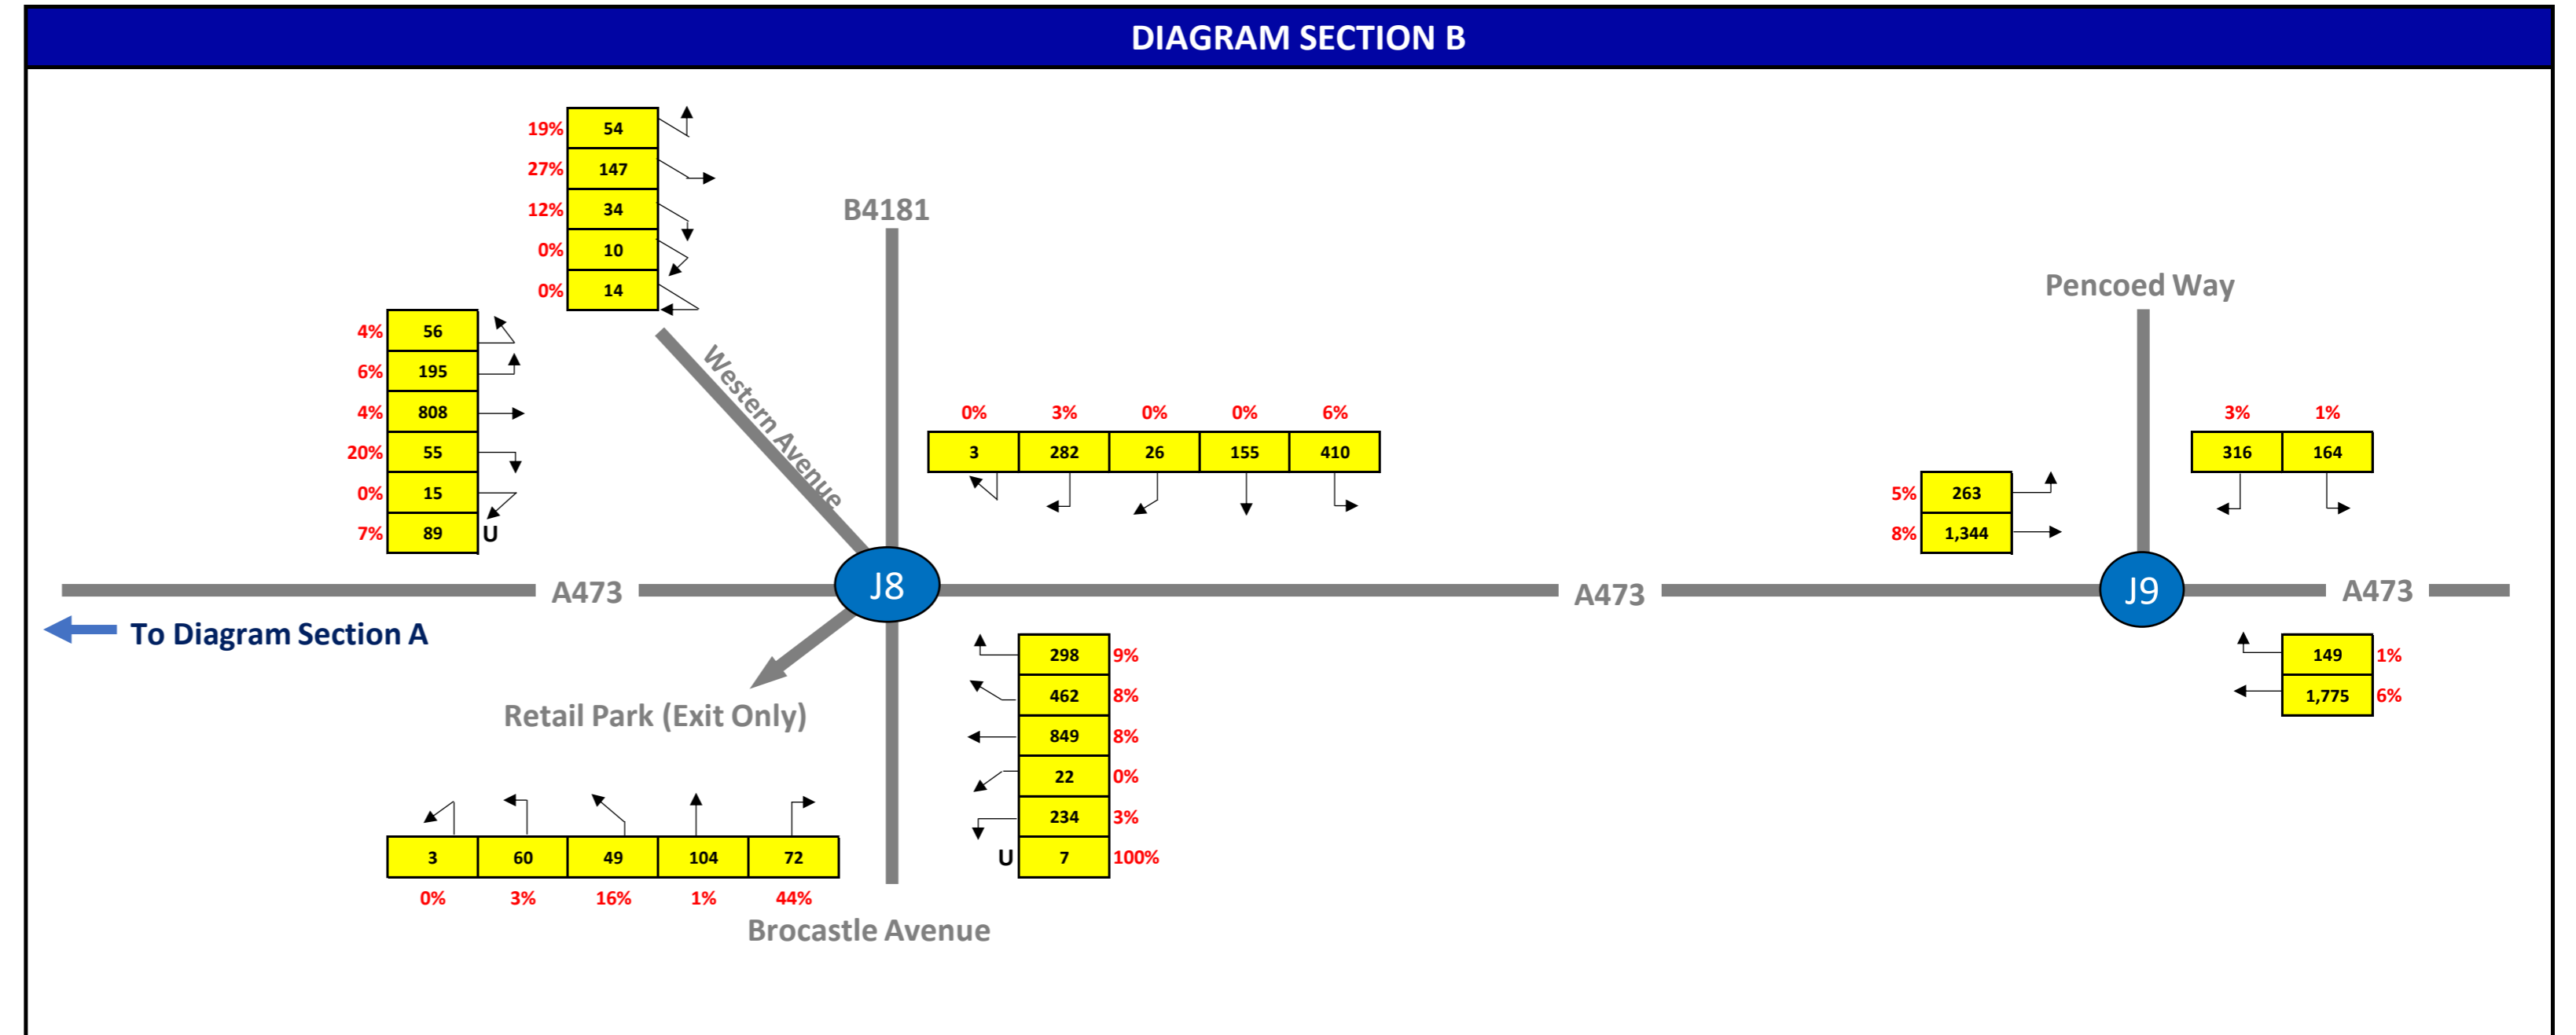 DIAGRAM SECTION B
19% 54
27% 147
12% 34
0% 10
0% 14
B4181
Pencoed Way
4% 56
6% 195
4% 808
20% 55
0% 15
7% 89 U
Western Avenue
0% 3% 0% 0% 6%
3 282 26 155 410
3% 1%
316 164
5% 263
8% 1,344
J8
J9
A473
A473
A473
To Diagram Section A
Retail Park (Exit Only)
298 9%
462 8%
849 8%
22 0%
234 3%
U 7 100%
149 1%
1,775 6%
3 60 49 104 72
0% 3% 16% 1% 44%
Brocastle Avenue